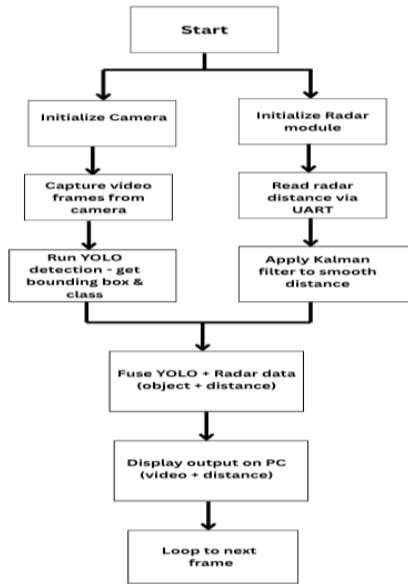 Start
Initialize Camera
Initialize Radar
module
Capture video
frames from
camera
Read radar
distance via
UART
Run YOLO
detection - get
bounding box &
class
Apply Kalman
filter to smooth
distance
Fuse YOLO + Radar data
(object + distance)
Display output on PC
(video + distance)
Loop to next
frame